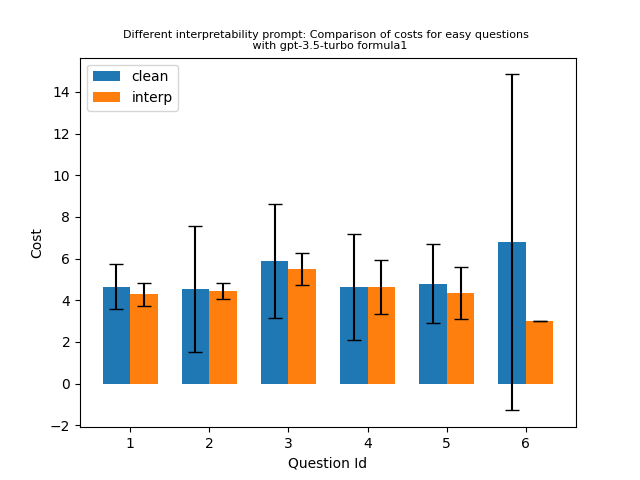 Different interpretability prompt: Comparison of costs for easy questions
with gpt-3.5-turbo formula1
clean
interp
14
12
10
8
6
4
2
0
−2
Cost
1 2 3 4 5 6
Question Id